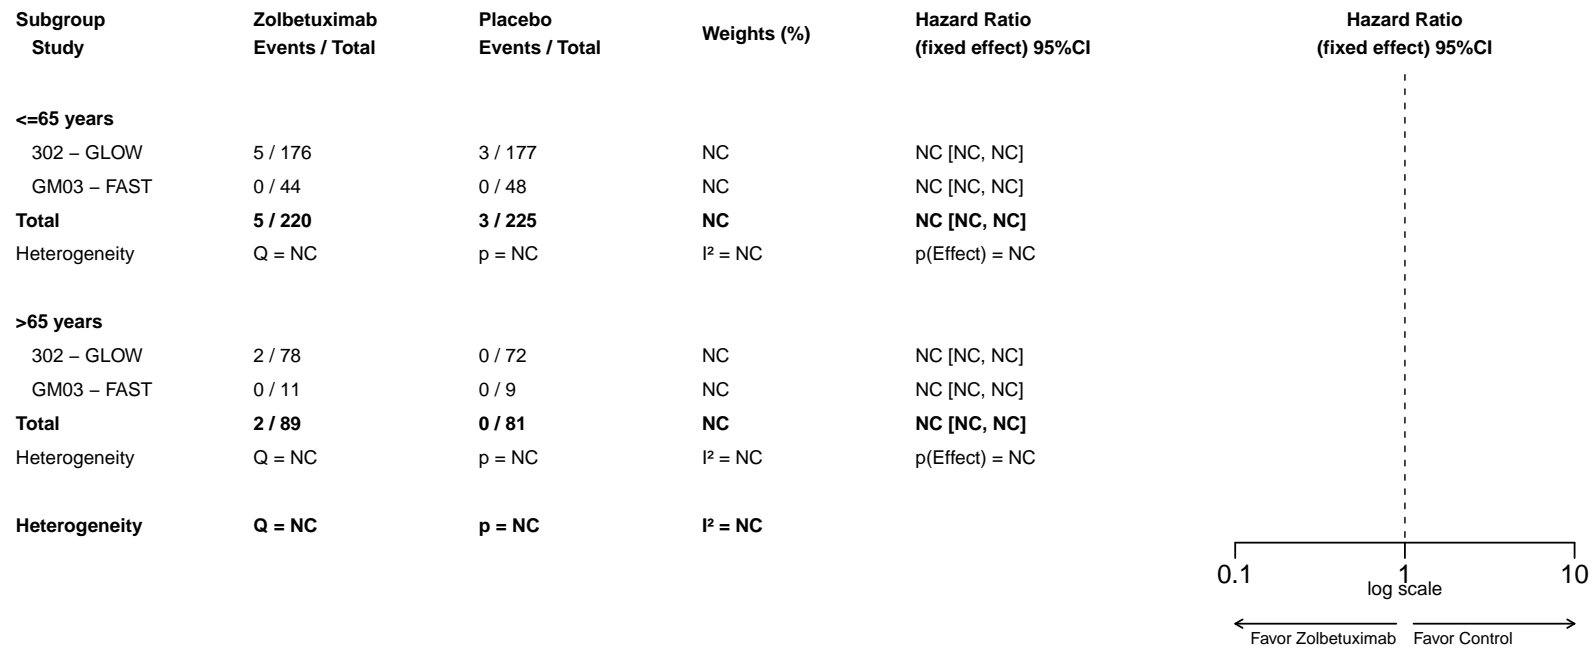 Subgroup Zolbetuximab Placebo Weights (%) Hazard Ratio Hazard Ratio
Study Events / Total Events / Total (fixed effect) 95%CI (fixed effect) 95%CI
<=65 years
302 – GLOW 5 / 176 3 / 177 NC NC [NC, NC]
GM03 – FAST 0 / 44 0 / 48 NC NC [NC, NC]
Total 5 / 220 3 / 225 NC NC [NC, NC]
Heterogeneity Q = NC p = NC I² = NC p(Effect) = NC
>65 years
302 – GLOW 2 / 78 0 / 72 NC NC [NC, NC]
GM03 – FAST 0 / 11 0 / 9 NC NC [NC, NC]
Total 2 / 89 0 / 81 NC NC [NC, NC]
Heterogeneity Q = NC p = NC I² = NC p(Effect) = NC
Heterogeneity Q = NC p = NC I² = NC
0.1 1 10
log scale
Favor Zolbetuximab Favor Control